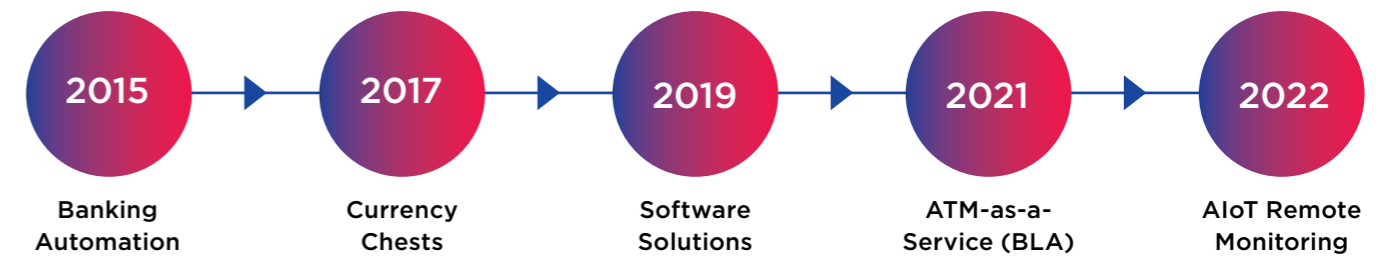 2015
Banking
Automation
2017
Currency
Chests
2019
Software
Solutions
2021
ATM-as-a-
Service (BLA)
2022
AIoT Remote
Monitoring